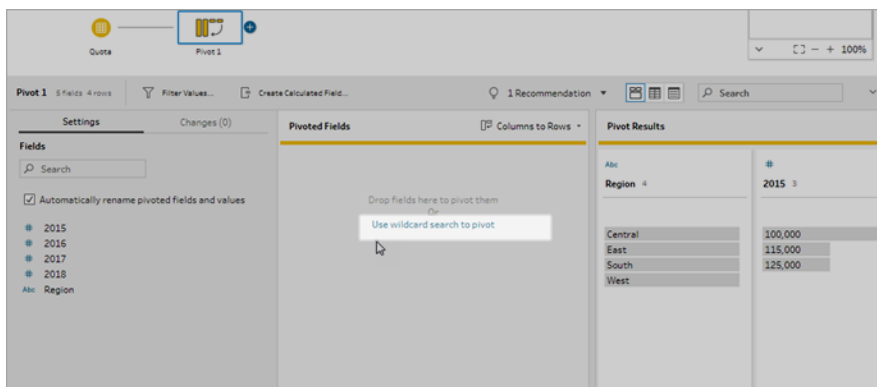 Quota
Pivot 1
100%
Pivot 1 5 fields 4 rows
Filter Values...
Create Calculated Field...
1 Recommendation
Search
Settings
Changes (0)
Fields
Search
Automatically rename pivoted fields and values
# 2015
# 2016
# 2017
# 2018
Abc Region
Pivoted Fields
Columns to Rows
Drop fields here to pivot them
Or
Use wildcard search to pivot
Pivot Results
Abc
Region 4
Central
East
South
West
#
2015 3
100,000
115,000
125,000